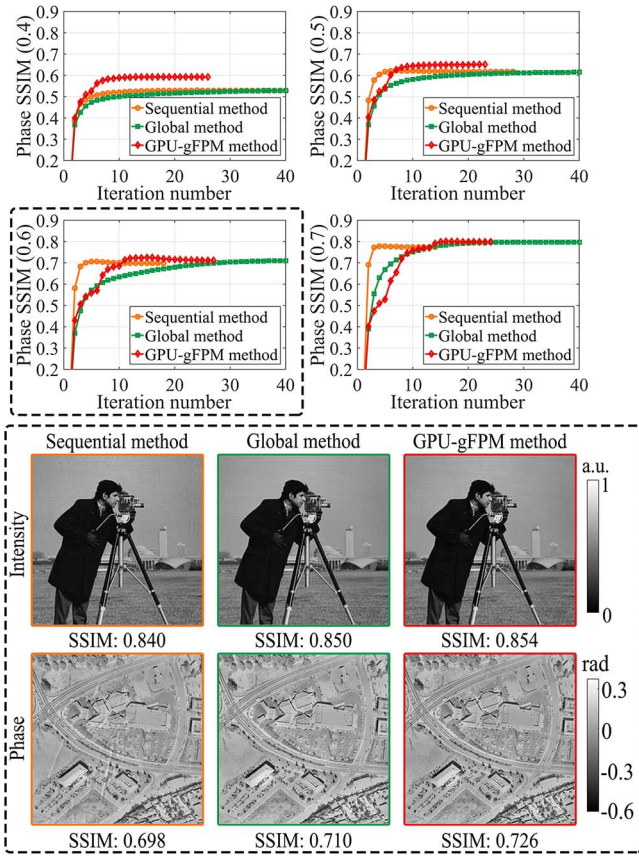 Phase SSIM (0.4)
0.9
0.8
0.7
0.6
0.5
0.4
0.3
0.2
0 10 20 30 40
Iteration number
Sequential method
Global method
GPU-gFPM method
Phase SSIM (0.5)
0.9
0.8
0.7
0.6
0.5
0.4
0.3
0.2
0 10 20 30 40
Iteration number
Sequential method
Global method
GPU-gFPM method
Phase SSIM (0.6)
0.9
0.8
0.7
0.6
0.5
0.4
0.3
0.2
0 10 20 30 40
Iteration number
Sequential method
Global method
GPU-gFPM method
Phase SSIM (0.7)
0.9
0.8
0.7
0.6
0.5
0.4
0.3
0.2
0 10 20 30 40
Iteration number
Sequential method
Global method
GPU-gFPM method
Sequential method Global method GPU-gFPM method
Intensity
a.u.
1
0
SSIM: 0.840 SSIM: 0.850 SSIM: 0.854
Phase
rad
0.3
0
-0.3
-0.6
SSIM: 0.698 SSIM: 0.710 SSIM: 0.726